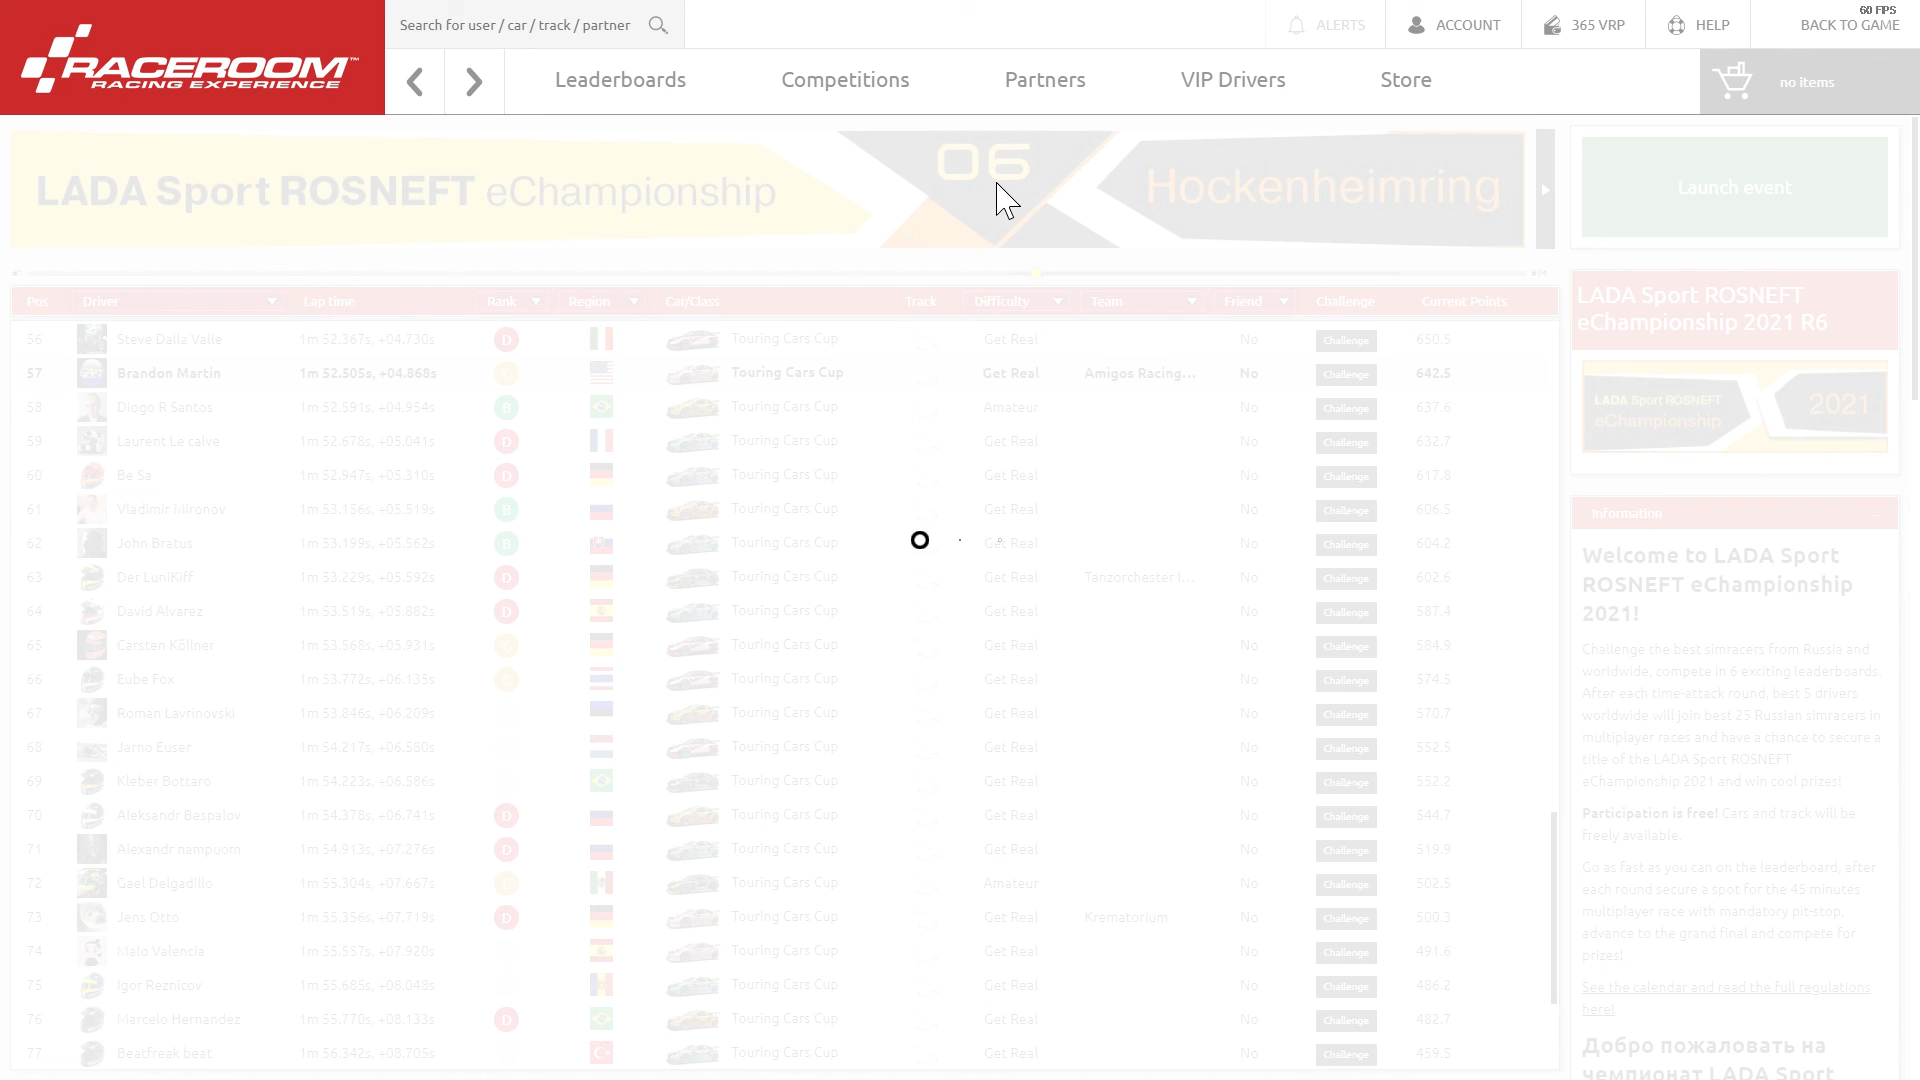 60 FPS
RACEROOM™
RACING EXPERIENCE
Search for user / car / track / partner
ALERTS
ACCOUNT
365 VRP
HELP
BACK TO GAME
Leaderboards
Competitions
Partners
VIP Drivers
Store
no items
LADA Sport ROSNEFT eChampionship
06
Hockenheimring
Launch event
Pos Driver Lap time Rank Region Car/Class Track Difficulty Team Friend Challenge Current Points
56 Steve Dalla Valle 1m 52.367s, +04.730s D Touring Cars Cup Get Real No Challenge 650.5
57 Brandon Martin 1m 52.505s, +04.868s Touring Cars Cup Get Real Amigos Racing... No Challenge 642.5
58 Diogo R Santos 1m 52.591s, +04.954s B Touring Cars Cup Amateur No Challenge 637.6
59 Laurent Le calve 1m 52.678s, +05.041s D Touring Cars Cup Get Real No Challenge 632.7
60 Be Sa 1m 52.947s, +05.310s D Touring Cars Cup Get Real No Challenge 617.8
61 Vladimir Mironov 1m 53.156s, +05.519s B Touring Cars Cup Get Real No Challenge 606.5
62 John Bratus 1m 53.199s, +05.562s B Touring Cars Cup Get Real No Challenge 604.2
63 Der LuniKiff 1m 53.229s, +05.592s D Touring Cars Cup Get Real Tanzorchester I... No Challenge 602.6
64 David Alvarez 1m 53.519s, +05.882s D Touring Cars Cup Get Real No Challenge 587.4
65 Carsten Köllner 1m 53.568s, +05.931s C Touring Cars Cup Get Real No Challenge 584.9
66 Eube Fox 1m 53.772s, +06.135s Touring Cars Cup Get Real No Challenge 574.5
67 Roman Lavrinovski 1m 53.846s, +06.209s Touring Cars Cup Get Real No Challenge 570.7
68 Jarno Euser 1m 54.217s, +06.580s Touring Cars Cup Get Real No Challenge 552.5
69 Kleber Bottaro 1m 54.223s, +06.586s Touring Cars Cup Get Real No Challenge 552.2
70 Aleksandr Bespalov 1m 54.378s, +06.741s D Touring Cars Cup Get Real No Challenge 544.7
71 Alexandr nampuom 1m 54.913s, +07.276s D Touring Cars Cup Get Real No Challenge 519.9
72 Gael Delgadillo 1m 55.304s, +07.667s Touring Cars Cup Amateur No Challenge 502.5
73 Jens Otto 1m 55.356s, +07.719s D Touring Cars Cup Get Real Krematorium No Challenge 500.3
74 Malo Valencia 1m 55.557s, +07.920s Touring Cars Cup Get Real No Challenge 491.6
75 Igor Reznicov 1m 55.685s, +08.048s Touring Cars Cup Get Real No Challenge 486.2
76 Marcelo Hernandez 1m 55.770s, +08.133s D Touring Cars Cup Get Real No Challenge 482.7
77 Beatfreak beat 1m 56.342s, +08.705s Touring Cars Cup Get Real No Challenge 459.5
LADA Sport ROSNEFT
eChampionship 2021 R6
LADA Sport ROSNEFT
eChampionship
2021
Information
Welcome to LADA Sport
ROSNEFT eChampionship
2021!
Challenge the best simracers from Russia and
worldwide, compete in 6 exciting leaderboards.
After each time-attack round, best 5 drivers
worldwide will join best 25 Russian simracers in
multiplayer races and have a chance to secure a
title of the LADA Sport ROSNEFT
eChampionship 2021 and win cool prizes!
Participation is free! Cars and track will be
freely available.
Go as fast as you can on the leaderboard, after
each round secure a spot for the 45 minutes
multiplayer race with mandatory pit-stop,
advance to the grand final and compete for
prizes!
See the calendar and read the full regulations
here!
Добро пожаловать на
чемпионат LADA Sport